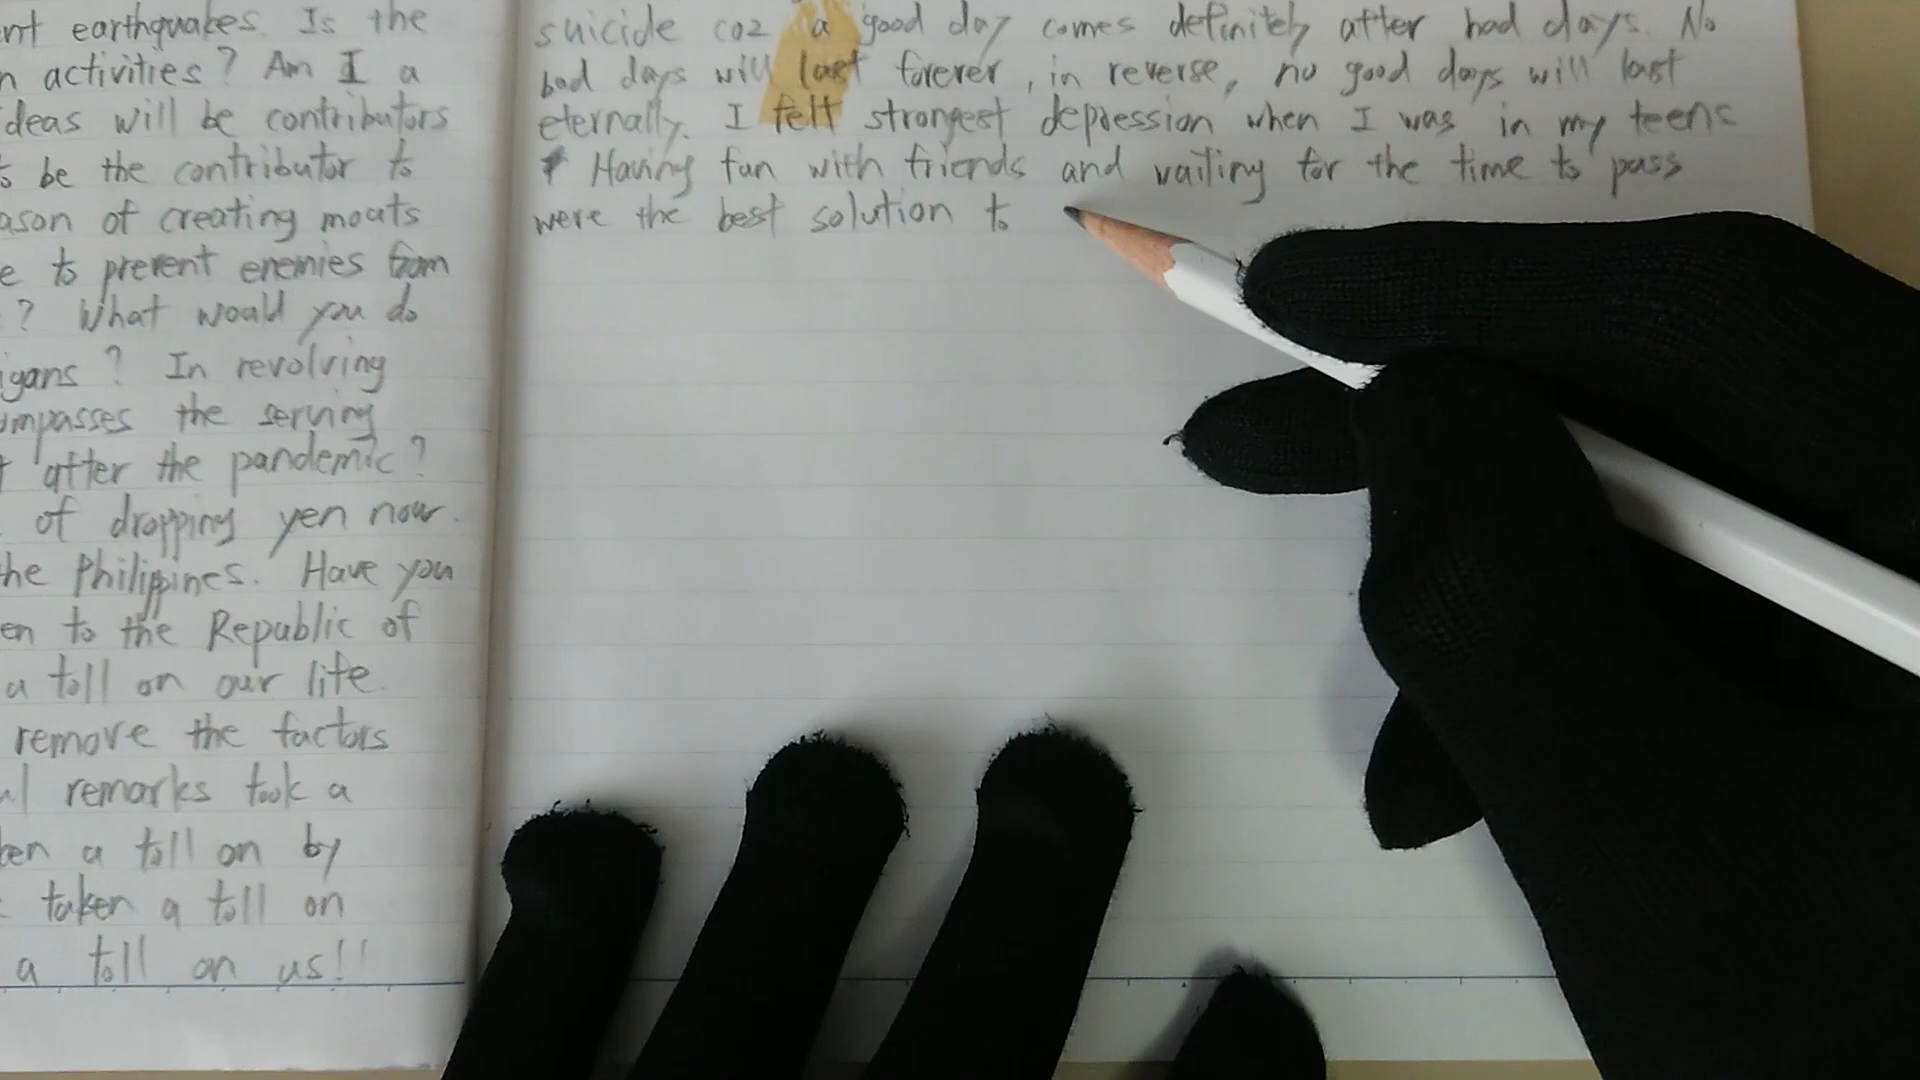 nt earthquakes. Is the
n activities? Am I a
deas will be contributors
to be the contributor to
ason of creating moats
e to prevent enemies from
? What would you do
igans? In revolving
ompasses the serving
t after the pandemic?
of dropping yen now.
he Philippines. Have you
en to the Republic of
a toll on our life.
remove the factors
ul remarks took a
ken a toll on by
taken a toll on
a toll on us!!
suicide coz a good day comes definitely after bad days. No
bad days will last forever, in reverse, no good days will last
eternally. I felt strongest depression when I was in my teens
Having fun with friends and waiting for the time to pass
were the best solution to